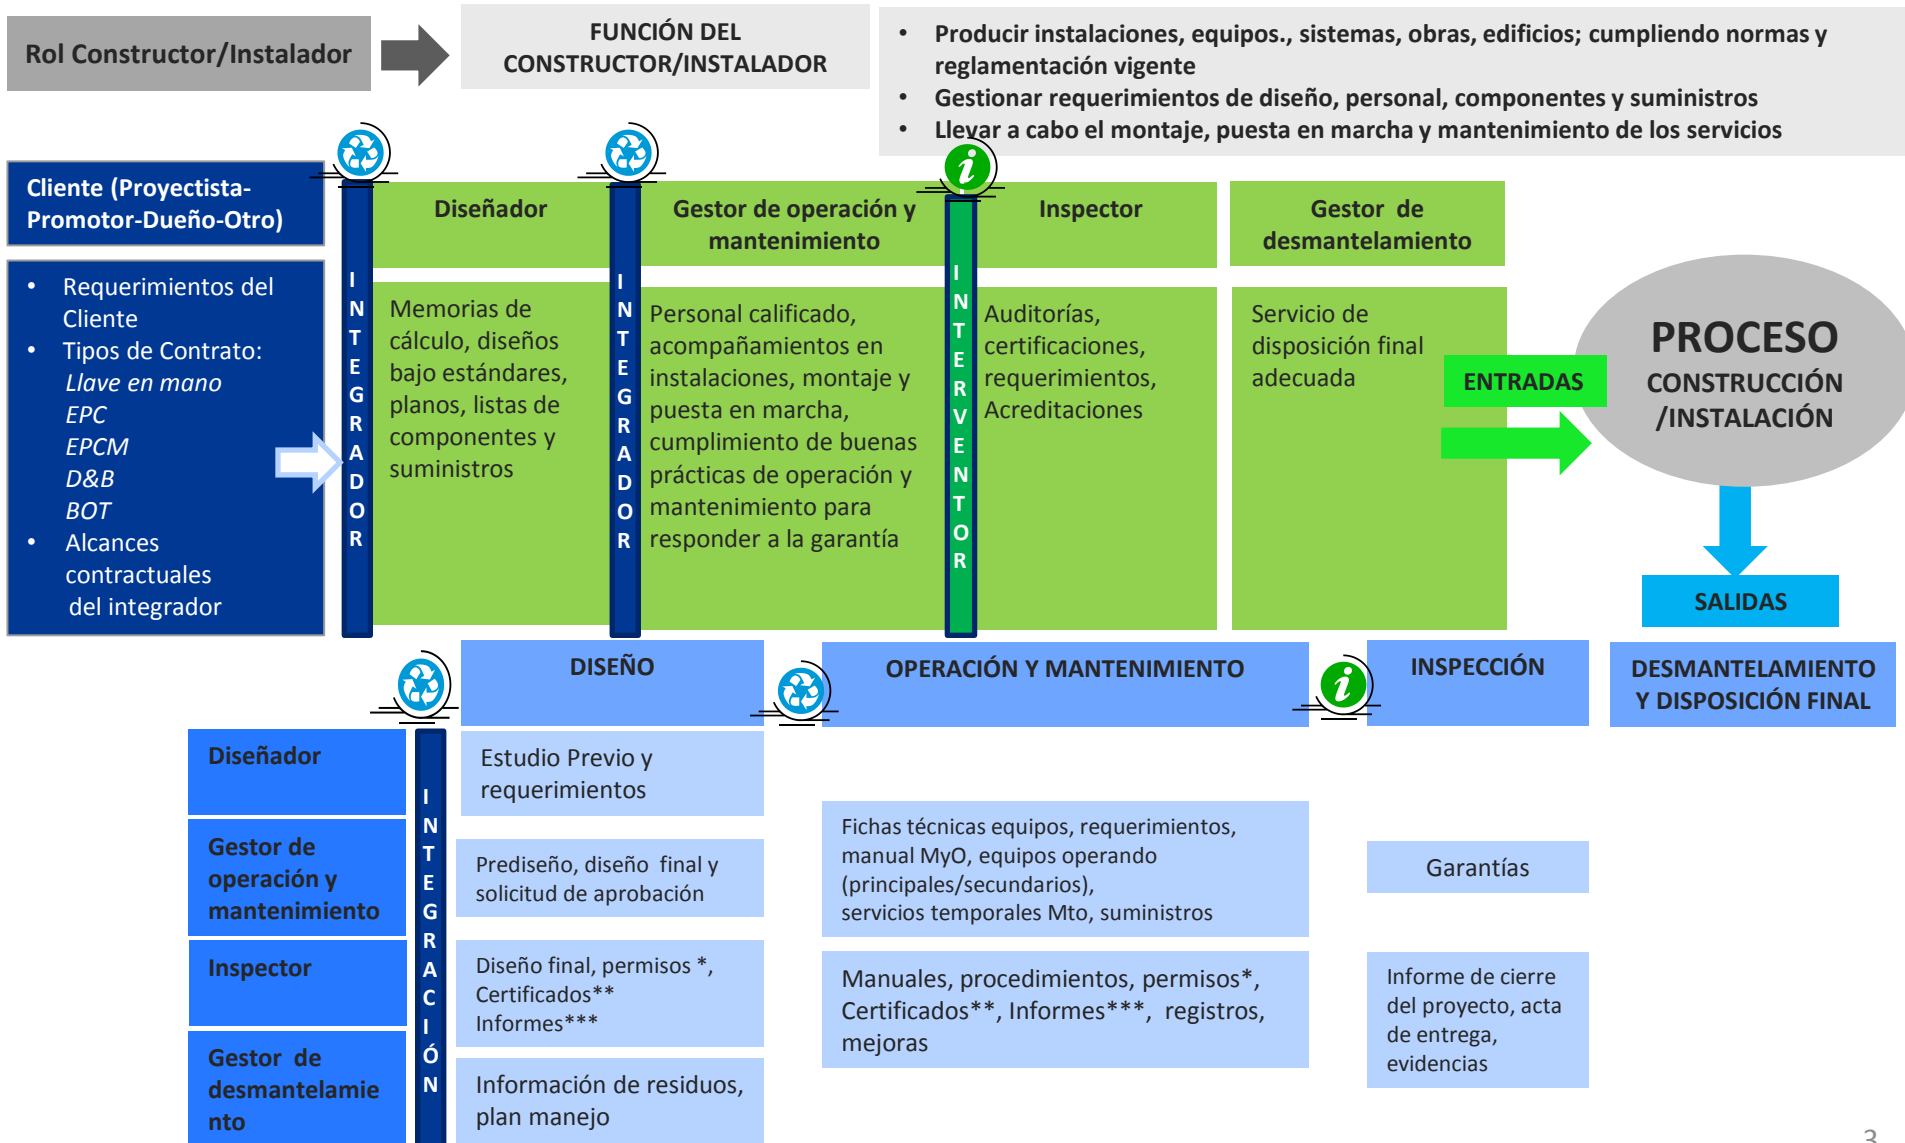 Rol Constructor/Instalador
FUNCIÓN DEL
CONSTRUCTOR/INSTALADOR
• Producir instalaciones, equipos., sistemas, obras, edificios; cumpliendo normas y
reglamentación vigente
• Gestionar requerimientos de diseño, personal, componentes y suministros
• Llevar a cabo el montaje, puesta en marcha y mantenimiento de los servicios
Cliente (Proyectista-
Promotor-Dueño-Otro)
• Requerimientos del
Cliente
• Tipos de Contrato:
Llave en mano
EPC
EPCM
D&B
BOT
• Alcances
contractuales
del integrador
INTEGRADOR
Diseñador
Memorias de
cálculo, diseños
bajo estándares,
planos, listas de
componentes y
suministros
INTEGRADOR
Gestor de operación y
mantenimiento
Personal calificado,
acompañamientos en
instalaciones, montaje y
puesta en marcha,
cumplimiento de buenas
prácticas de operación y
mantenimiento para
responder a la garantía
i
INTERVENTOR
Inspector
Auditorías,
certificaciones,
requerimientos,
Acreditaciones
Gestor de
desmantelamiento
Servicio de
disposición final
adecuada
ENTRADAS
PROCESO
CONSTRUCCIÓN
/INSTALACIÓN
SALIDAS
DISEÑO
OPERACIÓN Y MANTENIMIENTO
i
INSPECCIÓN
DESMANTELAMIENTO
Y DISPOSICIÓN FINAL
Diseñador
Gestor de
operación y
mantenimiento
Inspector
Gestor de
desmantelamie
nto
INTEGRACIÓN
Estudio Previo y
requerimientos
Prediseño, diseño final y
solicitud de aprobación
Diseño final, permisos *,
Certificados**
Informes***
Información de residuos,
plan manejo
Fichas técnicas equipos, requerimientos,
manual MyO, equipos operando
(principales/secundarios),
servicios temporales Mto, suministros
Manuales, procedimientos, permisos*,
Certificados**, Informes***, registros,
mejoras
Garantías
Informe de cierre
del proyecto, acta
de entrega,
evidencias
3